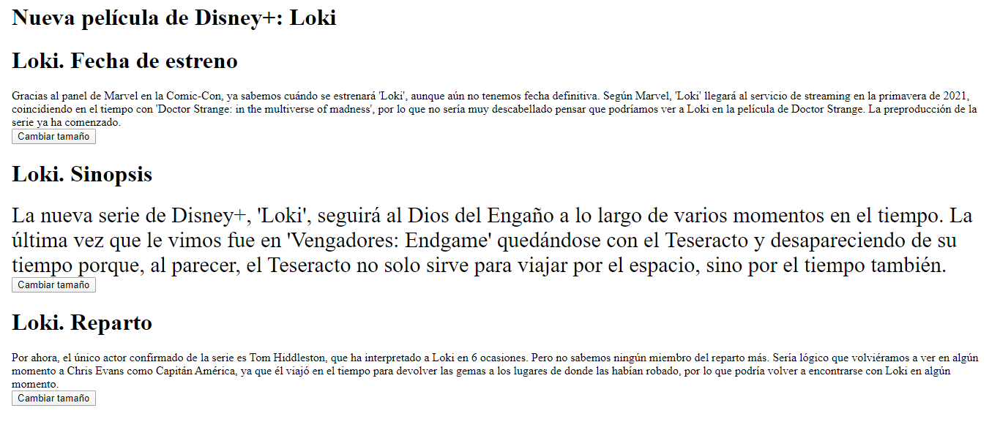 Nueva película de Disney+: Loki
Loki. Fecha de estreno
Gracias al panel de Marvel en la Comic-Con, ya sabemos cuándo se estrenará 'Loki', aunque aún no tenemos fecha definitiva. Según Marvel, 'Loki' llegará al servicio de streaming en la primavera de 2021,
coincidiendo en el tiempo con 'Doctor Strange: in the multiverse of madness', por lo que no sería muy descabellado pensar que podríamos ver a Loki en la película de Doctor Strange. La preproducción de la
serie ya ha comenzado.
Cambiar tamaño
Loki. Sinopsis
La nueva serie de Disney+, 'Loki', seguirá al Dios del Engaño a lo largo de varios momentos en el tiempo. La
última vez que le vimos fue en 'Vengadores: Endgame' quedándose con el Teseracto y desapareciendo de su
tiempo porque, al parecer, el Teseracto no solo sirve para viajar por el espacio, sino por el tiempo también.
Cambiar tamaño
Loki. Reparto
Por ahora, el único actor confirmado de la serie es Tom Hiddleston, que ha interpretado a Loki en 6 ocasiones. Pero no sabemos ningún miembro del reparto más. Sería lógico que volviéramos a ver en algún
momento a Chris Evans como Capitán América, ya que él viajó en el tiempo para devolver las gemas a los lugares de donde las habían robado, por lo que podría volver a encontrarse con Loki en algún
momento.
Cambiar tamaño